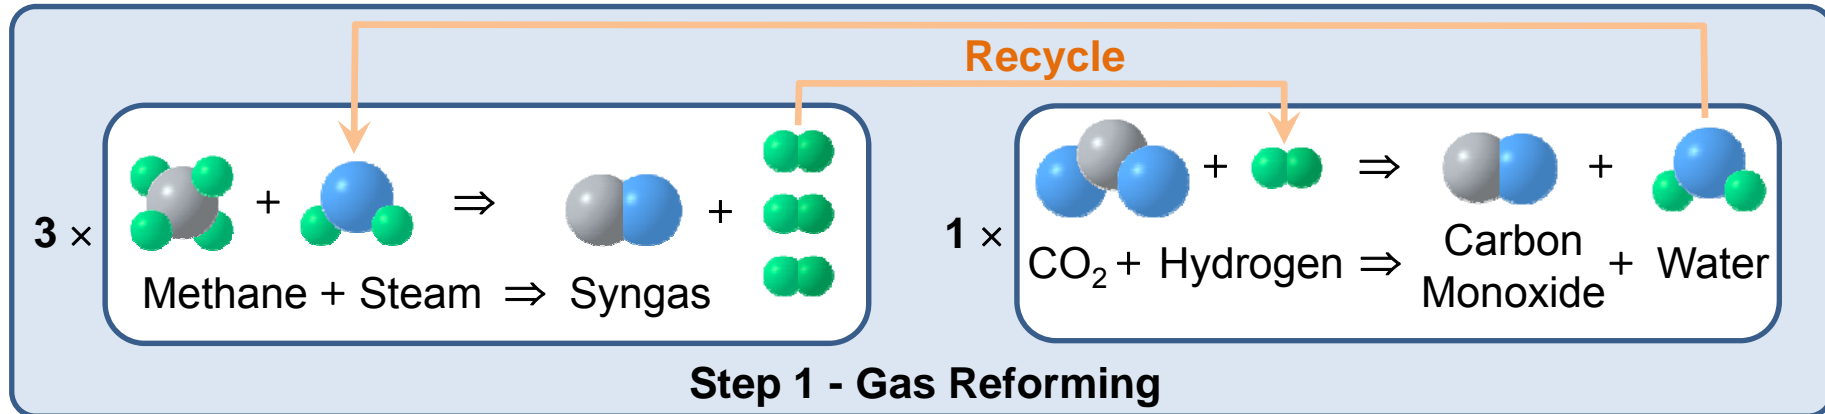 Recycle
3 ×
+
⇒
+
Methane + Steam ⇒ Syngas
1 ×
+
⇒
+
CO₂ + Hydrogen ⇒ Carbon Monoxide + Water
Step 1 - Gas Reforming